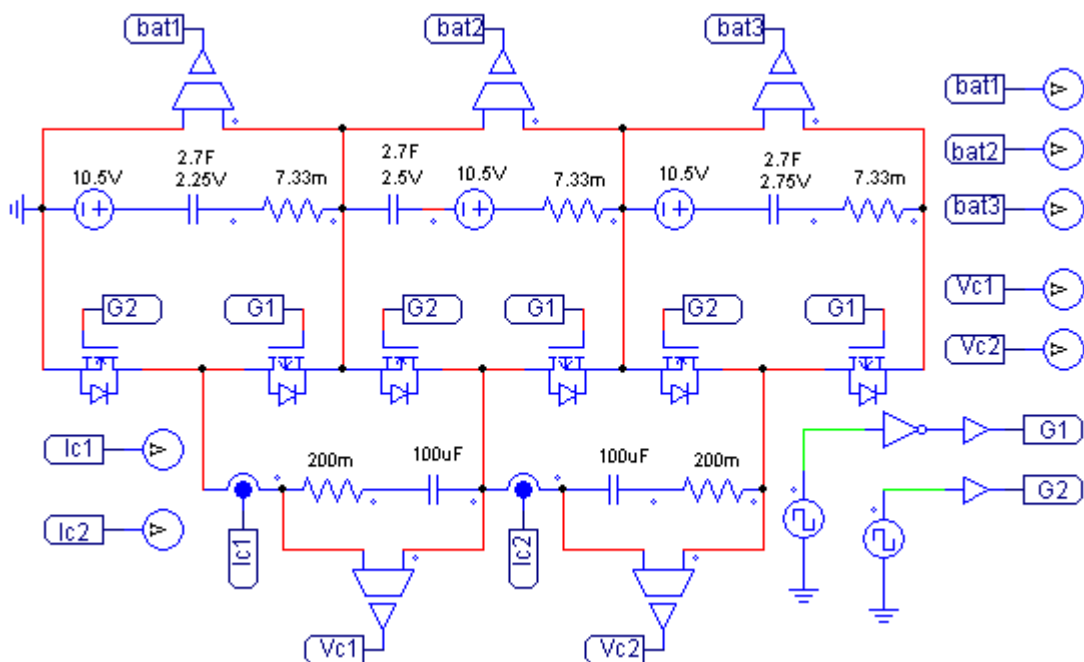 bat1
bat2
bat3
bat1
bat2
bat3
10.5V
2.7F
2.25V
7.33m
2.7F
2.5V
10.5V
7.33m
10.5V
2.7F
2.75V
7.33m
Vc1
Vc2
G2
G1
G2
G1
G2
G1
Ic1
Ic2
200m
100uF
100uF
200m
G1
G2
Ic1
Ic2
Vc1
Vc2